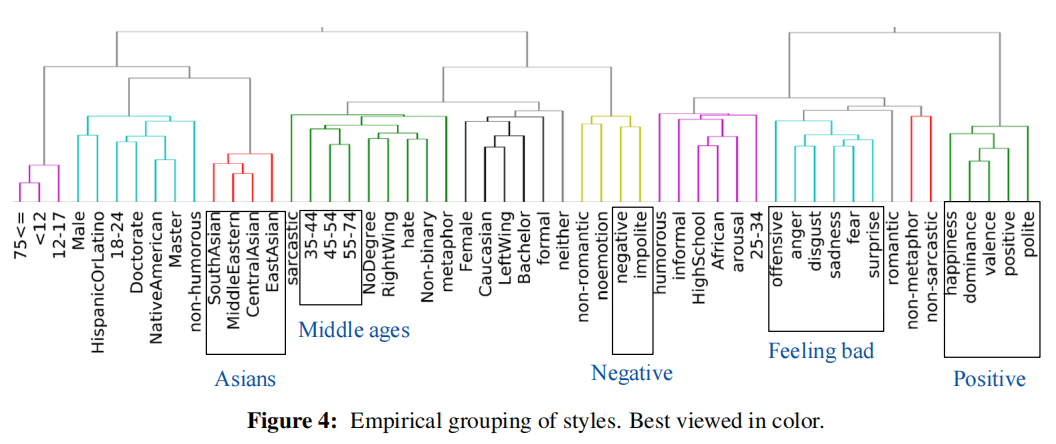 75<=
<12
12-17
Male
HispanicOrLatino
18-24
Doctorate
NativeAmerican
Master
non-humorous
SouthAsian
MiddleEastern
CentralAsian
EastAsian
sarcastic
35-44
45-54
55-74
NoDegree
RightWing
hate
Non-binary
metaphor
Female
Caucasian
LeftWing
Bachelor
formal
neither
non-romantic
noemotion
negative
impolite
humorous
informal
HighSchool
African
arousal
25-34
offensive
anger
disgust
sadness
fear
surprise
romantic
non-metaphor
non-sarcastic
happiness
dominance
valence
positive
polite
Middle ages
Feeling bad
Asians
Negative
Positive
Figure 4: Empirical grouping of styles. Best viewed in color.